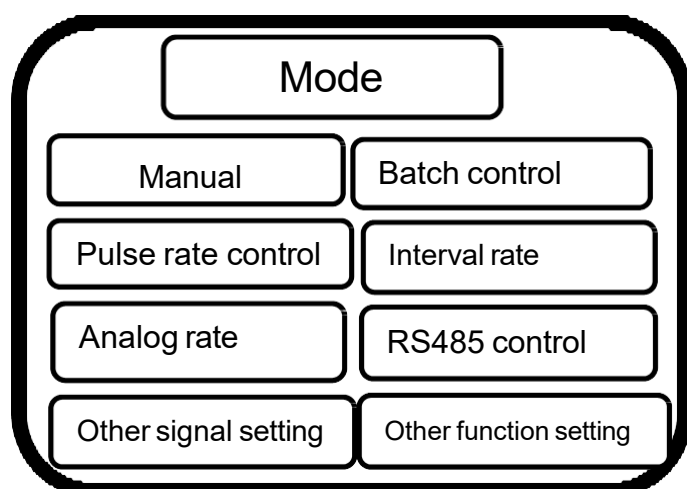 Mode
Manual
Batch control
Pulse rate control
Interval rate
Analog rate
RS485 control
Other signal setting
Other function setting